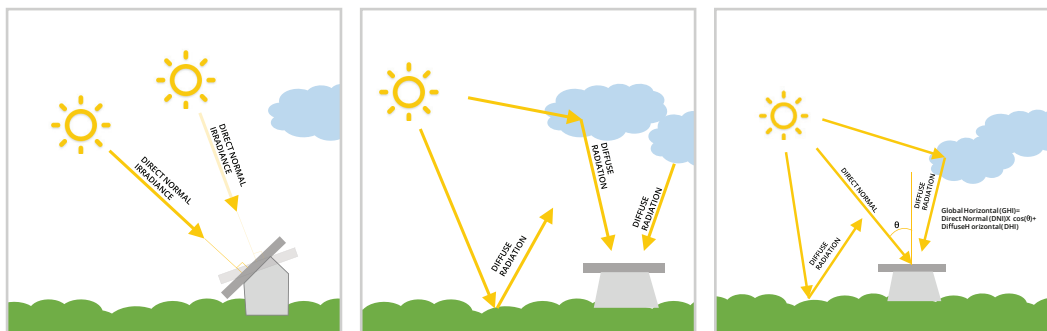 DIRECT NORMAL
IRRADIANCE
DIRECT NORMAL
IRRADIANCE
DIFFUSE
RADIATION
DIFFUSE
RADIATION
DIFFUSE
RADIATION
DIRECT NORMAL
DIFFUSE
RADIATION
DIFFUSE
RADIATION
θ
Global Horizontal (GHI)=
Direct Normal (DNI)X cos(θ)+
DiffuseH orizontal (DHI)